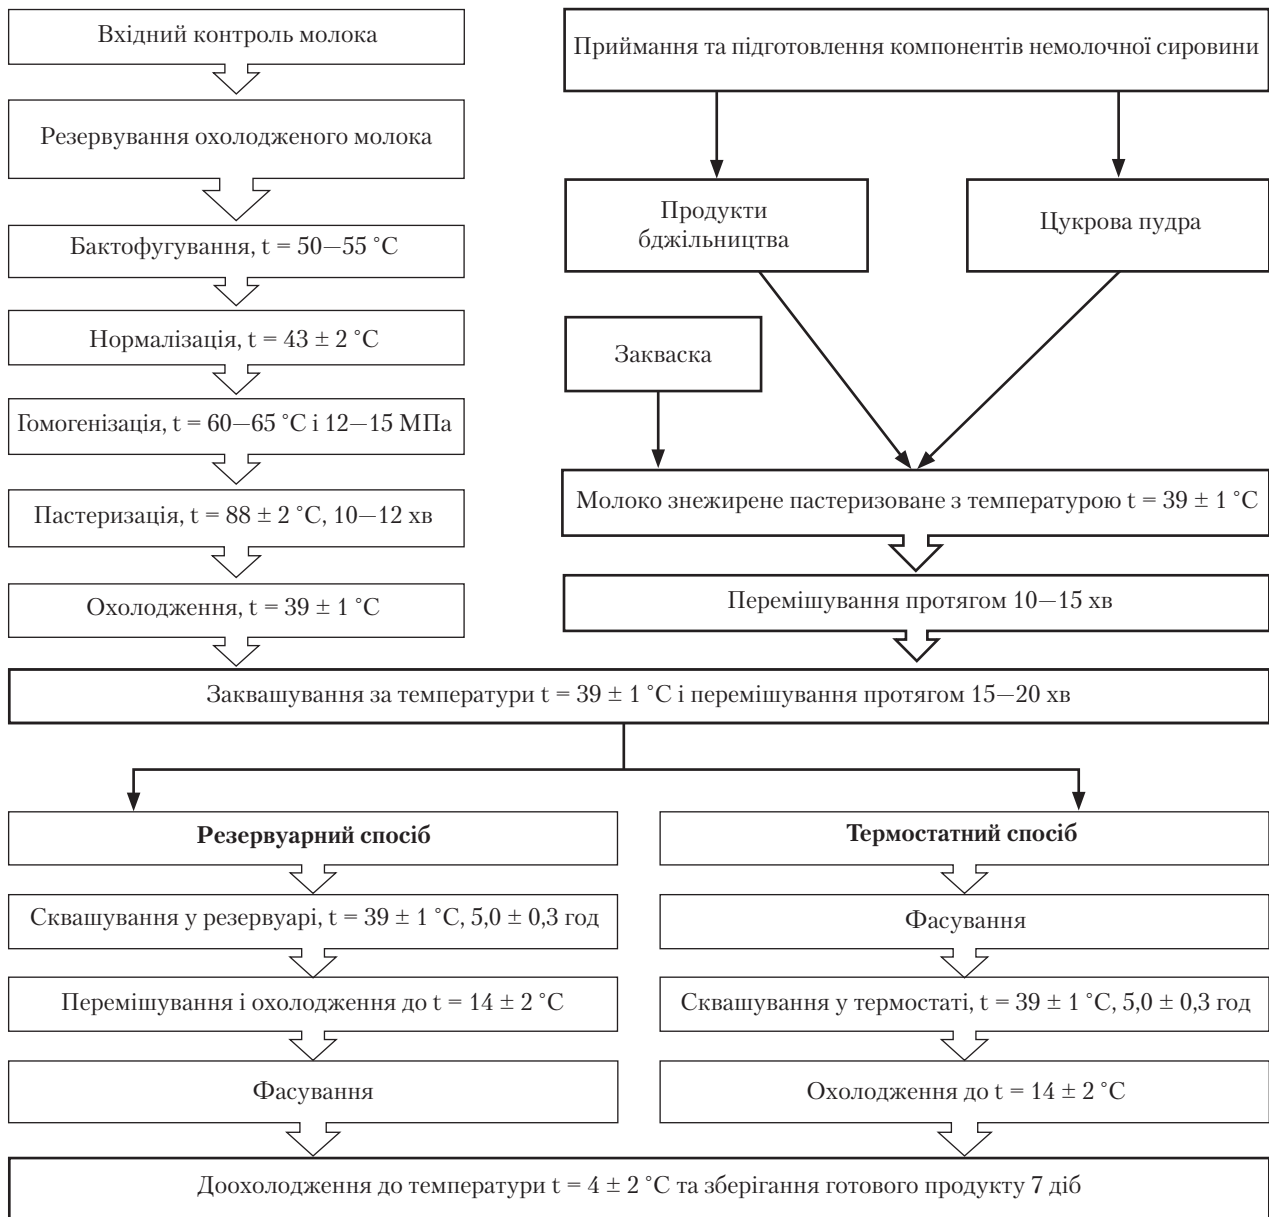 Вхідний контроль молока
Резервування охолодженого молока
Бактофугування, t = 50—55 °С
Нормалізація, t = 43 ± 2 °С
Гомогенізація, t = 60—65 °С і 12—15 МПа
Пастеризація, t = 88 ± 2 °С, 10—12 хв
Охолодження, t = 39 ± 1 °С
Приймання та підготовлення компонентів немолочної сировини
Продукти
бджільництва
Цукрова пудра
Закваска
Молоко знежирене пастеризоване з температурою t = 39 ± 1 °С
Перемішування протягом 10—15 хв
Заквашування за температури t = 39 ± 1 °С і перемішування протягом 15—20 хв
Резервуарний спосіб
Сквашування у резервуарі, t = 39 ± 1 °С, 5,0 ± 0,3 год
Перемішування і охолодження до t = 14 ± 2 °С
Фасування
Термостатний спосіб
Фасування
Сквашування у термостаті, t = 39 ± 1 °С, 5,0 ± 0,3 год
Охолодження до t = 14 ± 2 °С
Доохолодження до температури t = 4 ± 2 °С та зберігання готового продукту 7 діб